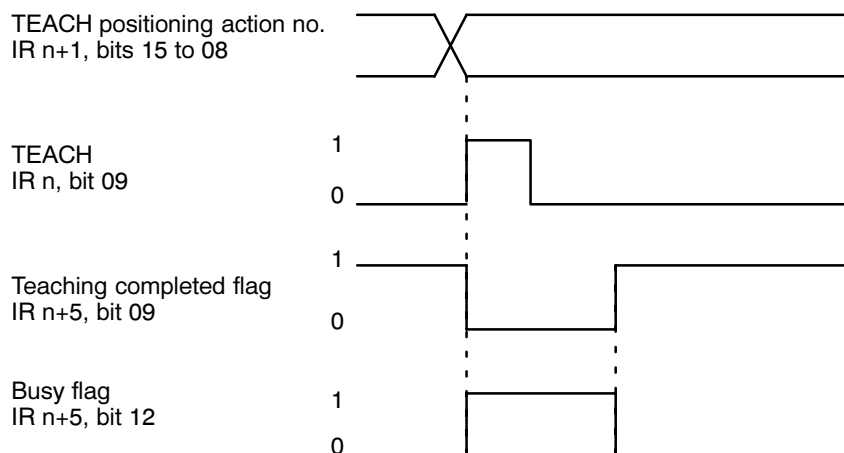 TEACH positioning action no.
IR n+1, bits 15 to 08
TEACH
IR n, bit 09
1
0
Teaching completed flag
IR n+5, bit 09
1
0
Busy flag
IR n+5, bit 12
1
0